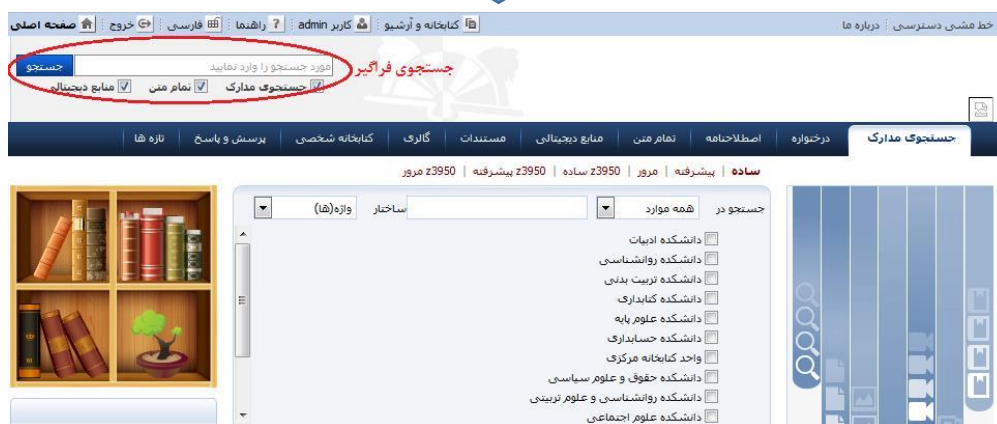 خط مشی دسترسی درباره ما
کتابخانه و آرشیو کاربر admin راهنما فارسی خروج صفحه اصلی
جستجوی فراگیر
مورد جستجو را وارد نمایید جستجو
جستجوی مدارک تمام متن منابع دیجیتالی
جستجوی مدارک درختواره اصطلاحنامه تمام متن منابع دیجیتالی مستندات گالری کتابخانه شخصی پرسش و پاسخ تازه ها
ساده | پیشرفته | مرور | z3950 ساده | z3950 پیشرفته | z3950 مرور
جستجو در همه موارد ساختار واژه(ها)
دانشکده ادبیات
دانشکده روانشناسی
دانشکده تربیت بدنی
دانشکده کتابداری
دانشکده علوم پایه
دانشکده حسابداری
واحد کتابخانه مرکزی
دانشکده حقوق و علوم سیاسی
دانشکده روانشناسی و علوم تربیتی
دانشکده علوم اجتماعی